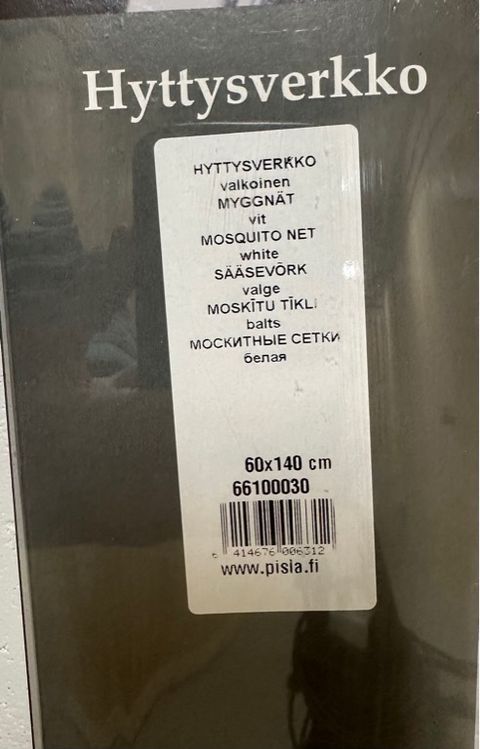 Hyttysverkko
HYTTYSVERKKO
valkoinen
MYGGNÄT
vit
MOSQUITO NET
white
SÄÄSEVÕRK
valge
MOSKĪTU TĪKLI
balts
МОСКИТНЫЕ СЕТКИ
белая
60x140 cm
66100030
6 414676 006312
www.pisla.fi